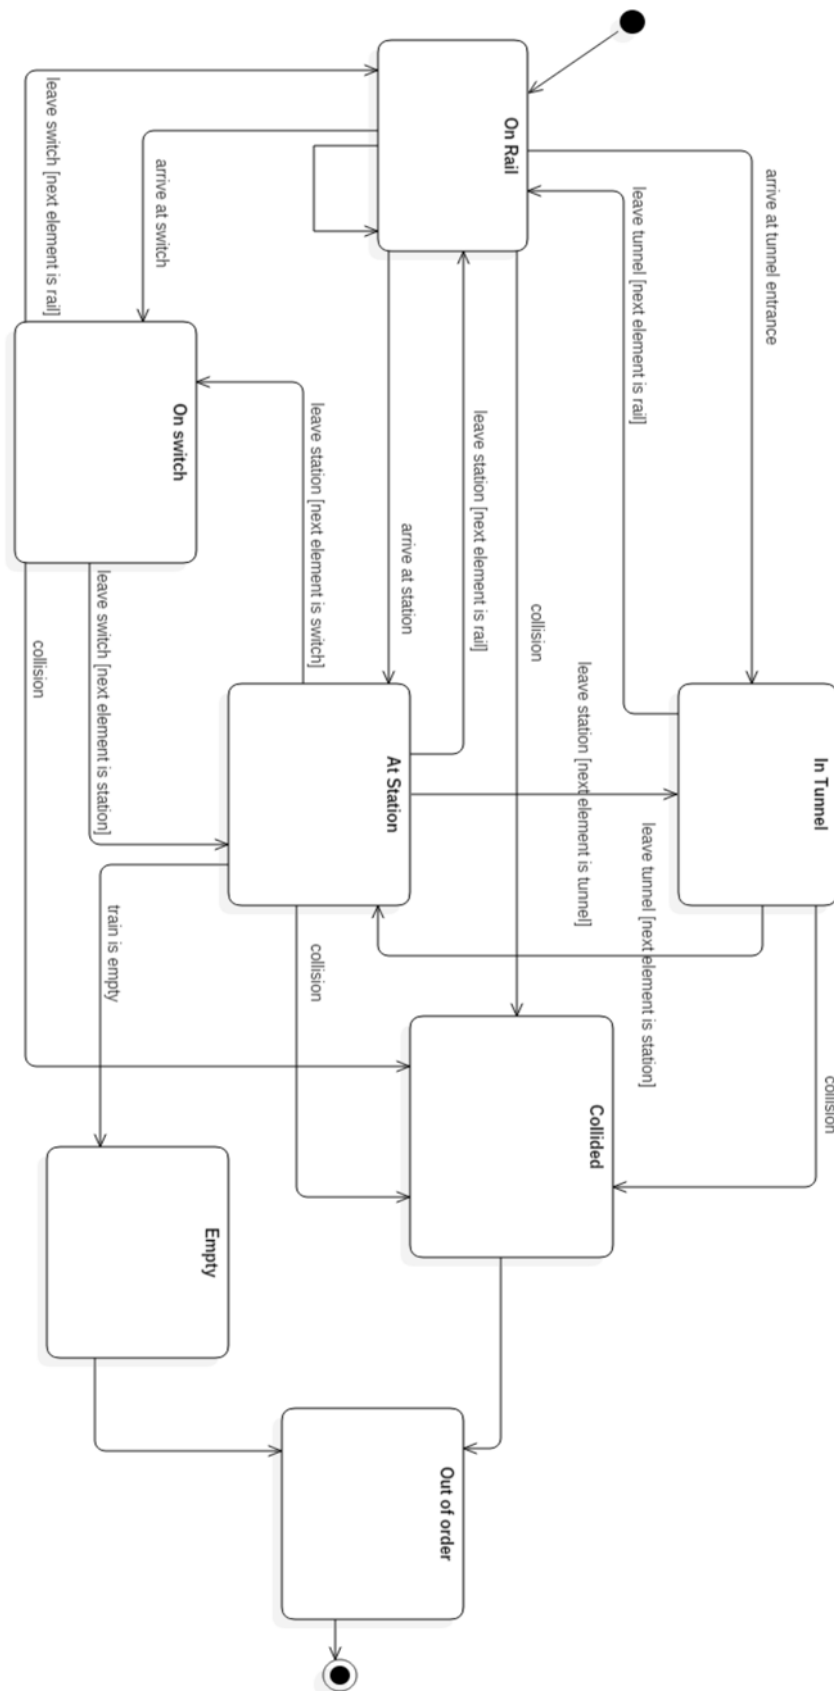 arrive at tunnel entrance
leave tunnel [next element is rail]
On Rail
arrive at switch
leave switch [next element is rail]
In Tunnel
collision
leave tunnel [next element is station]
leave station [next element is tunnel]
collision
leave station [next element is rail]
arrive at station
At Station
leave station [next element is switch]
On switch
leave switch [next element is station]
collision
collision
train is empty
Collided
Empty
Out of order